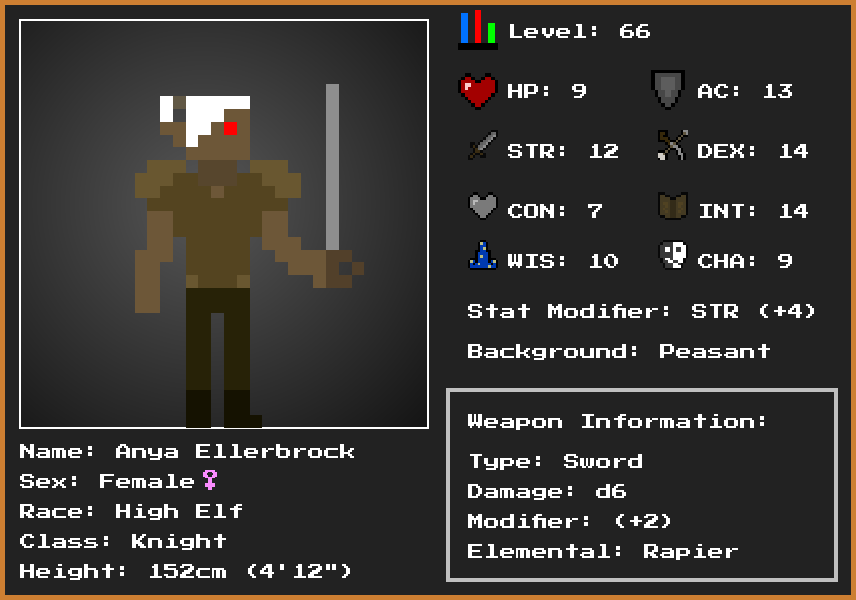 Level: 66
HP: 9
AC: 13
STR: 12
DEX: 14
CON: 7
INT: 14
WIS: 10
CHA: 9
Stat Modifier: STR (+4)
Background: Peasant
Weapon Information:
Type: Sword
Damage: d6
Modifier: (+2)
Elemental: Rapier
Name: Anya Ellerbrock
Sex: Female♀
Race: High Elf
Class: Knight
Height: 152cm (4'12")